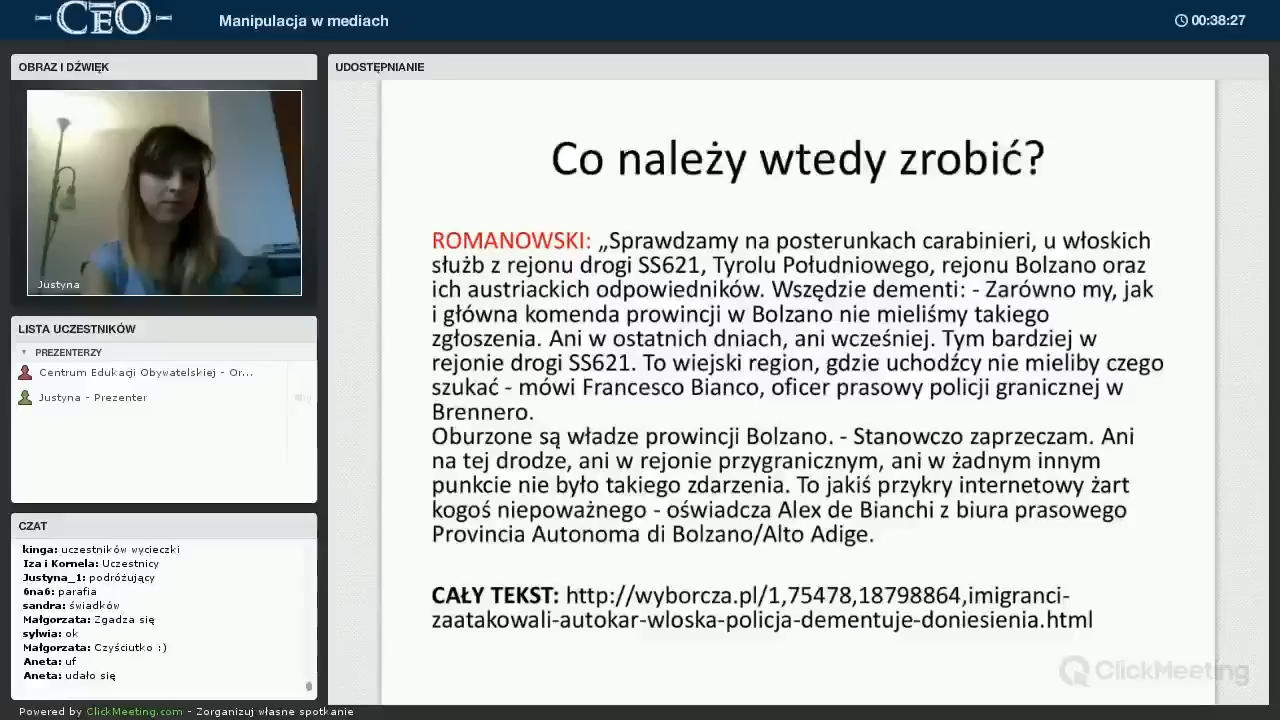 -CEO-
Manipulacja w mediach
00:38:27
OBRAZ I DŹWIĘK
Justyna
LISTA UCZESTNIKÓW
PREZENTERZY
Centrum Edukacji Obywatelskiej - Or...
Justyna - Prezenter
CZAT
kinga: uczestników wycieczki
Iza i Kornela: Uczestnicy
Justyna_1: podróżujący
6na6: parafia
sandra: świadków
Małgorzata: Zgadza się
sylwia: ok
Małgorzata: Czyściutko :)
Aneta: uf
Aneta: udało się
UDOSTĘPNIANIE
Co należy wtedy zrobić?
ROMANOWSKI: „Sprawdzamy na posterunkach carabinieri, u włoskich
służb z rejonu drogi SS621, Tyrolu Południowego, rejonu Bolzano oraz
ich austriackich odpowiedników. Wszędzie dementi: - Zarówno my, jak
i główna komenda prowincji w Bolzano nie mieliśmy takiego
zgłoszenia. Ani w ostatnich dniach, ani wcześniej. Tym bardziej w
rejonie drogi SS621. To wiejski region, gdzie uchodźcy nie mieliby czego
szukać - mówi Francesco Bianco, oficer prasowy policji granicznej w
Brennero.
Oburzone są władze prowincji Bolzano. - Stanowczo zaprzeczam. Ani
na tej drodze, ani w rejonie przygranicznym, ani w żadnym innym
punkcie nie było takiego zdarzenia. To jakiś przykry internetowy żart
kogoś niepoważnego - oświadcza Alex de Bianchi z biura prasowego
Provincia Autonoma di Bolzano/Alto Adige.
CAŁY TEKST: http://wyborcza.pl/1,75478,18798864,imigranci-
zaatakowali-autokar-wloska-policja-dementuje-doniesienia.html
ClickMeeting
Powered by ClickMeeting.com - Zorganizuj własne spotkanie